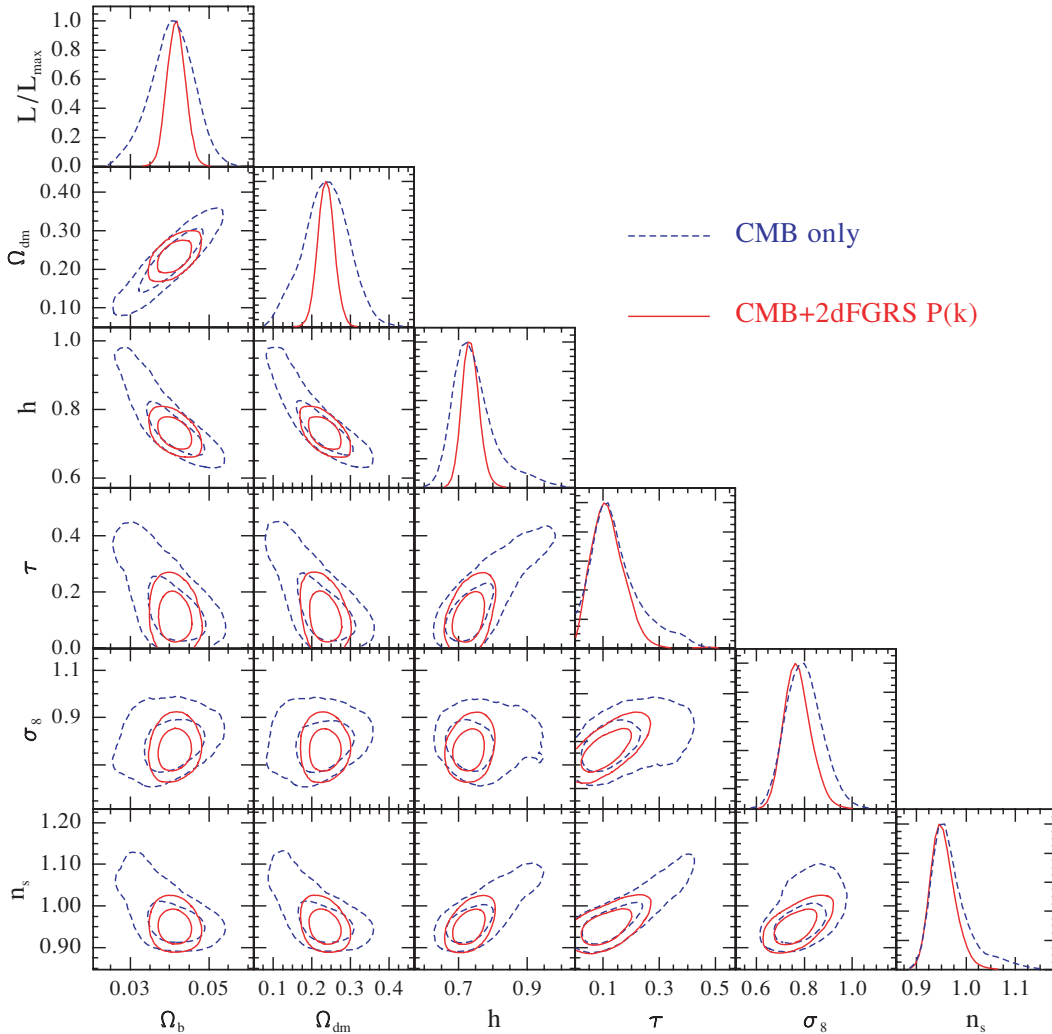 L/L_max
1.0
0.8
0.6
0.4
0.2
0.0
Ω_dm
0.40
0.30
0.20
0.10
CMB only
CMB+2dFGRS P(k)
h
1.0
0.8
0.6
τ
0.4
0.2
0.0
σ_8
1.1
0.9
n_s
1.20
1.10
1.00
0.90
0.03 0.05 0.1 0.2 0.3 0.4 0.7 0.9 0.1 0.3 0.5 0.6 0.8 1.0 0.9 1.0 1.1
Ω_b Ω_dm h τ σ_8 n_s